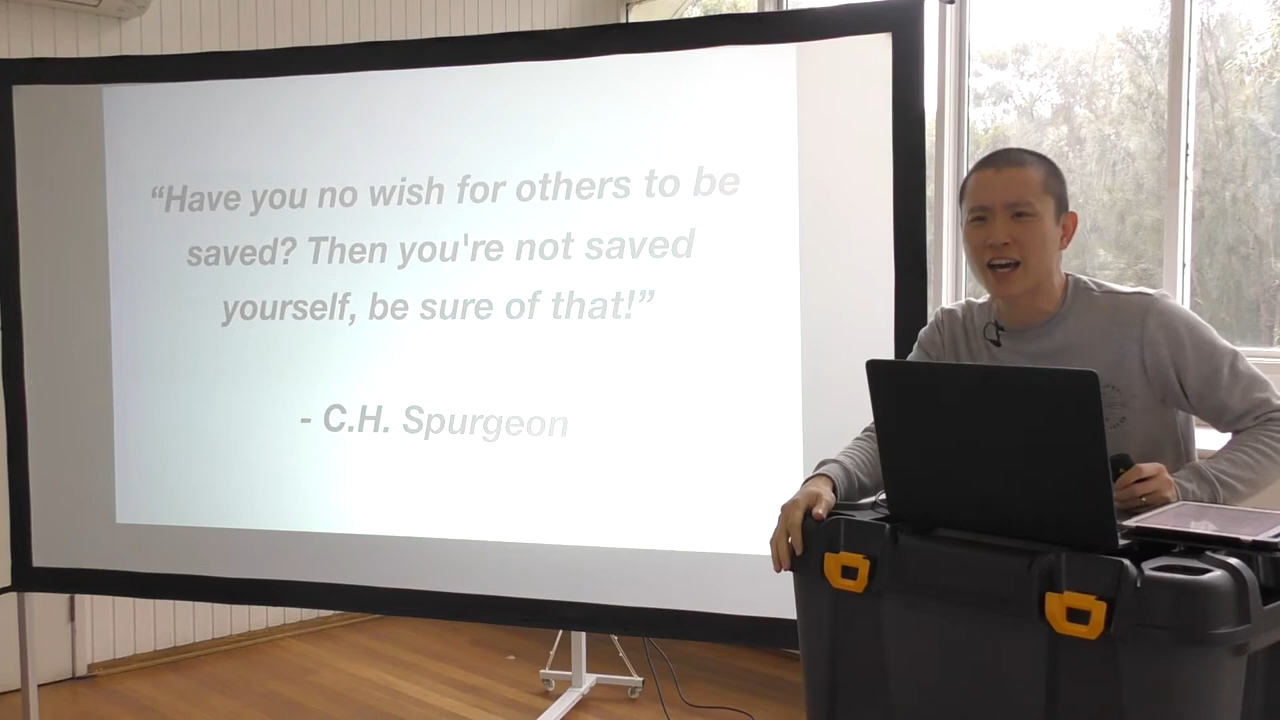 “Have you no wish for others to be
saved? Then you're not saved
yourself, be sure of that!”
- C.H. Spurgeon